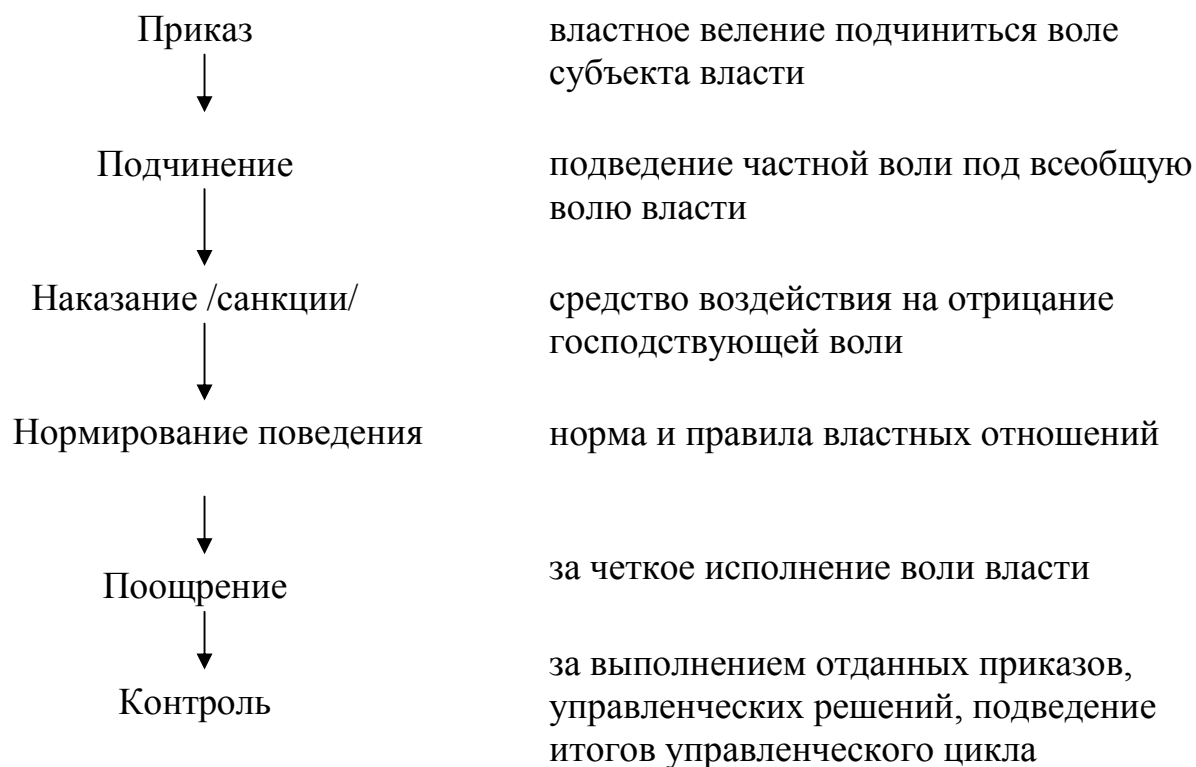 Приказ
властное веление подчиниться воле
субъекта власти
Подчинение
подведение частной воли под всеобщую
волю власти
Наказание /санкции/
средство воздействия на отрицание
господствующей воли
Нормирование поведения
норма и правила властных отношений
Поощрение
за четкое исполнение воли власти
Контроль
за выполнением отданных приказов,
управленческих решений, подведение
итогов управленческого цикла